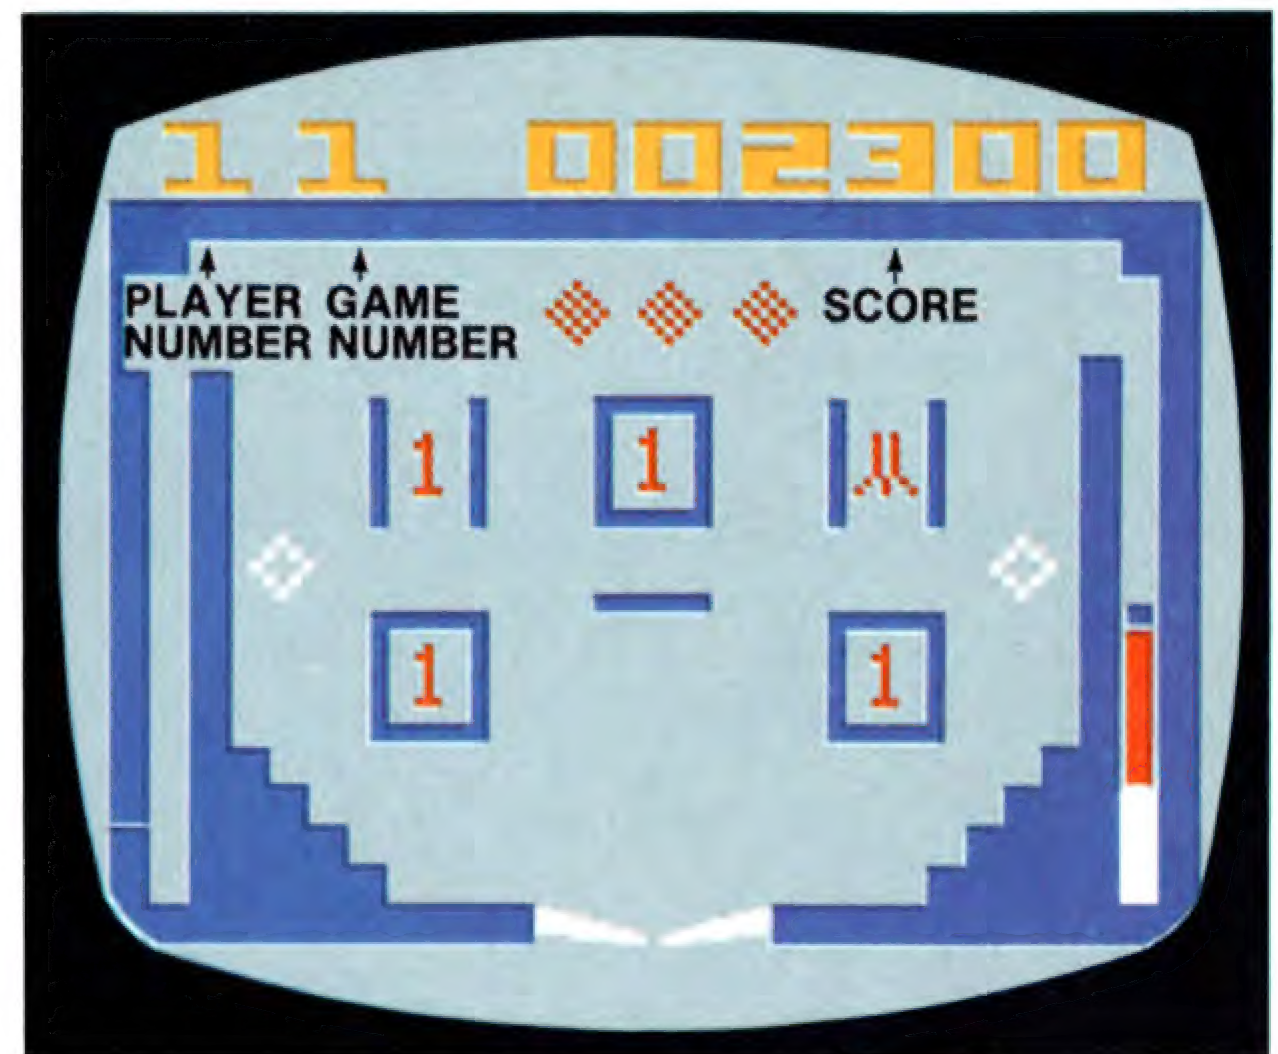 1 1 002300
PLAYER GAME SCORE
NUMBER NUMBER
1 1
1 1